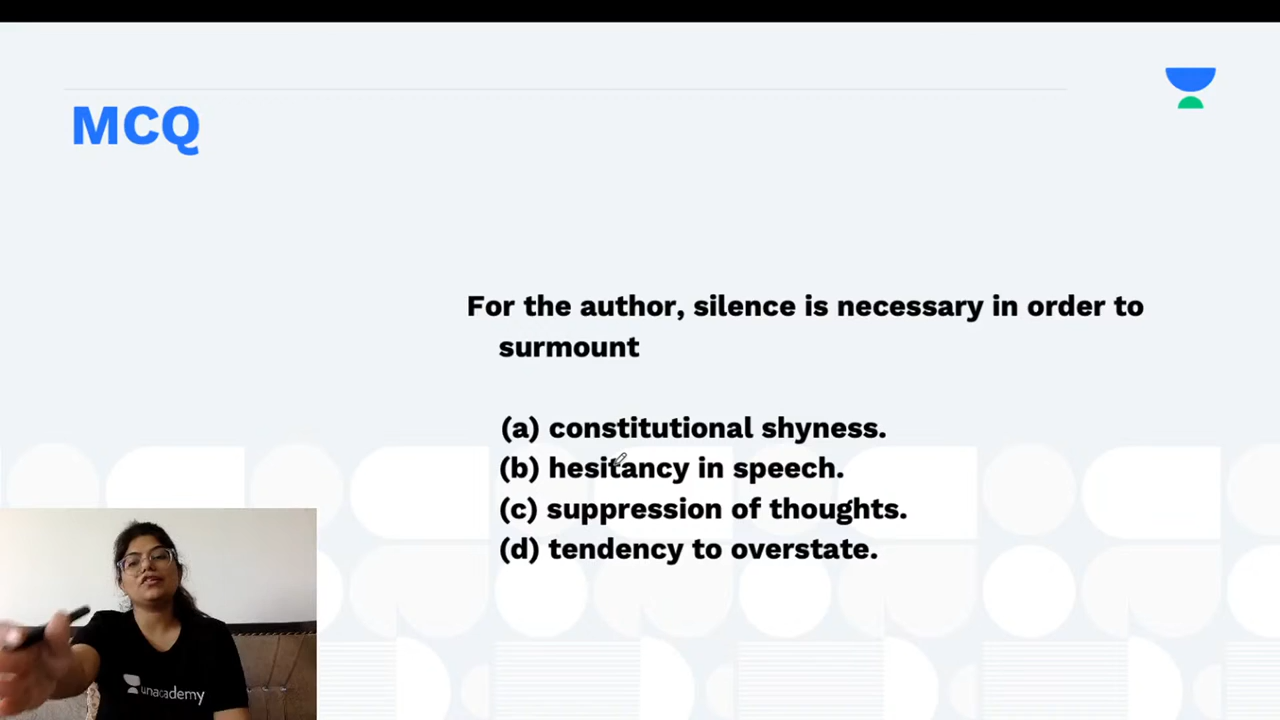 MCQ
For the author, silence is necessary in order to
surmount
(a) constitutional shyness.
(b) hesitancy in speech.
(c) suppression of thoughts.
(d) tendency to overstate.
unacademy